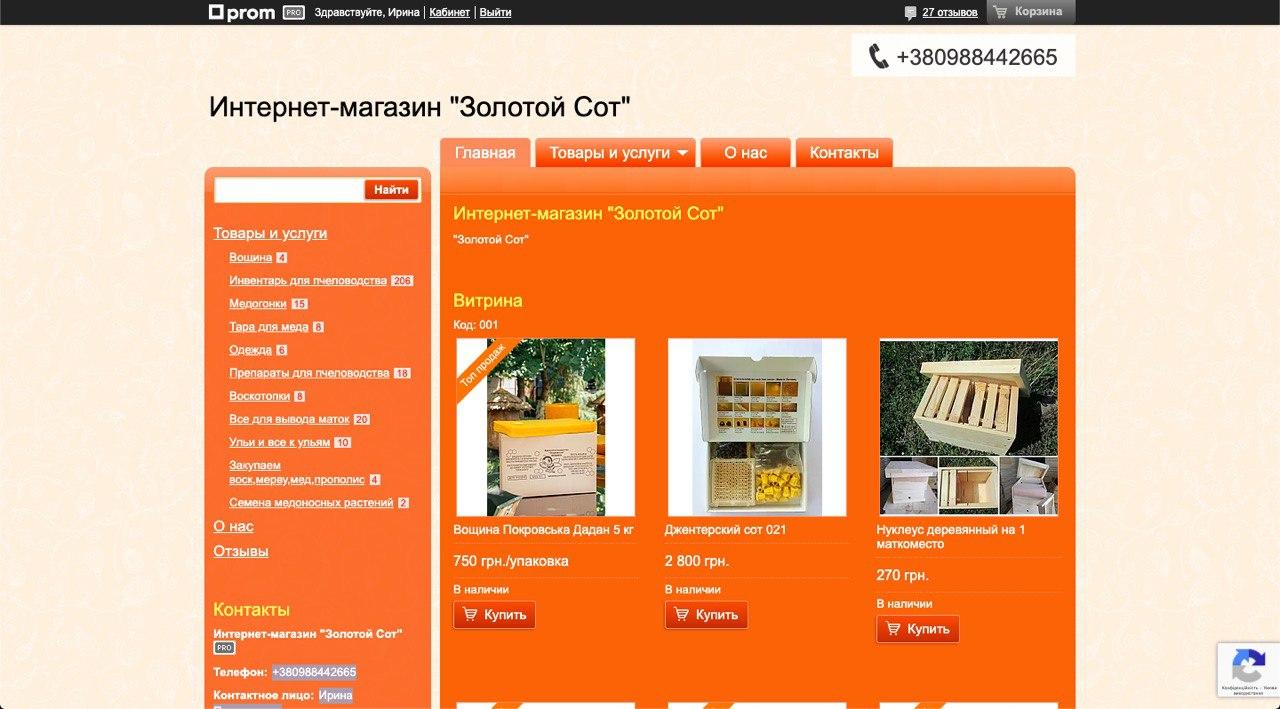 prom PRO Здравствуйте, Ирина Кабинет Выйти 27 отзывов Корзина
+380988442665
Интернет-магазин "Золотой Сот"
Главная Товары и услуги О нас Контакты
Найти
Товары и услуги
Вощина 4
Инвентарь для пчеловодства 206
Медогонки 15
Тара для меда 8
Одежда 6
Препараты для пчеловодства 18
Воскотопки 8
Все для вывода маток 20
Ульи и все к ульям 10
Закупаем
воск,мерву,мед,прополис 4
Семена медоносных растений 2
О нас
Отзывы
Контакты
Интернет-магазин "Золотой Сот"
PRO
Телефон: +380988442665
Контактное лицо: Ирина
Интернет-магазин "Золотой Сот"
"Золотой Сот"
Витрина
Код: 001
Топ продаж
Вощина Покровська Дадан 5 кг
750 грн./упаковка
В наличии
Купить
Джентерский сот 021
2 800 грн.
В наличии
Купить
Нуклеус деревянный на 1
маткоместо
270 грн.
В наличии
Купить
Конфіденційність - Умови
використання